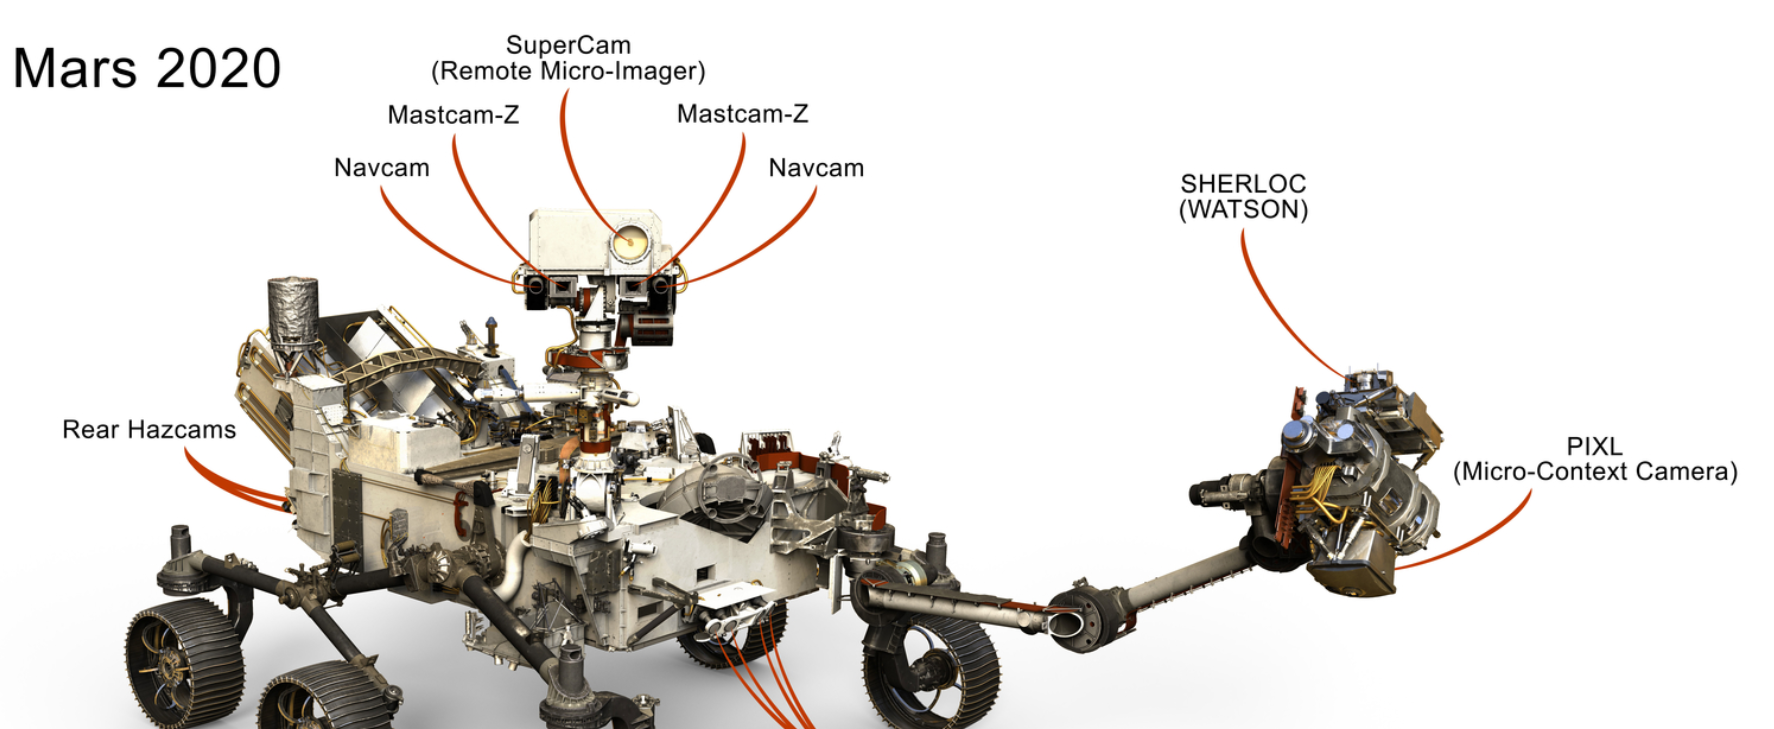 Mars 2020
SuperCam
(Remote Micro-Imager)
Mastcam-Z
Mastcam-Z
Navcam
Navcam
SHERLOC
(WATSON)
Rear Hazcams
PIXL
(Micro-Context Camera)